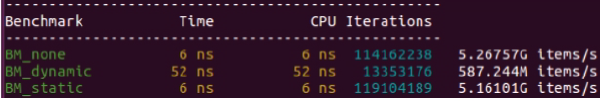 Benchmark Time CPU Iterations
BM_none 6 ns 6 ns 114162238 5.26757G items/s
BM_dynamic 52 ns 52 ns 13353176 587.244M items/s
BM_static 6 ns 6 ns 119104189 5.16101G items/s